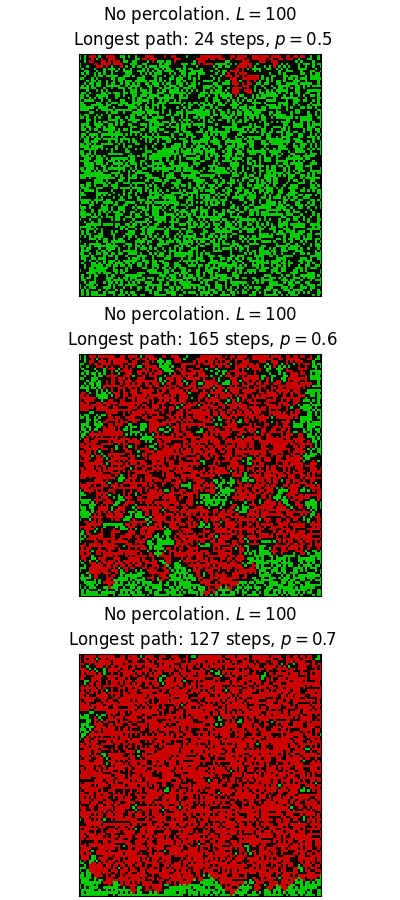 No percolation. L = 100
Longest path: 24 steps, p = 0.5
No percolation. L = 100
Longest path: 165 steps, p = 0.6
No percolation. L = 100
Longest path: 127 steps, p = 0.7